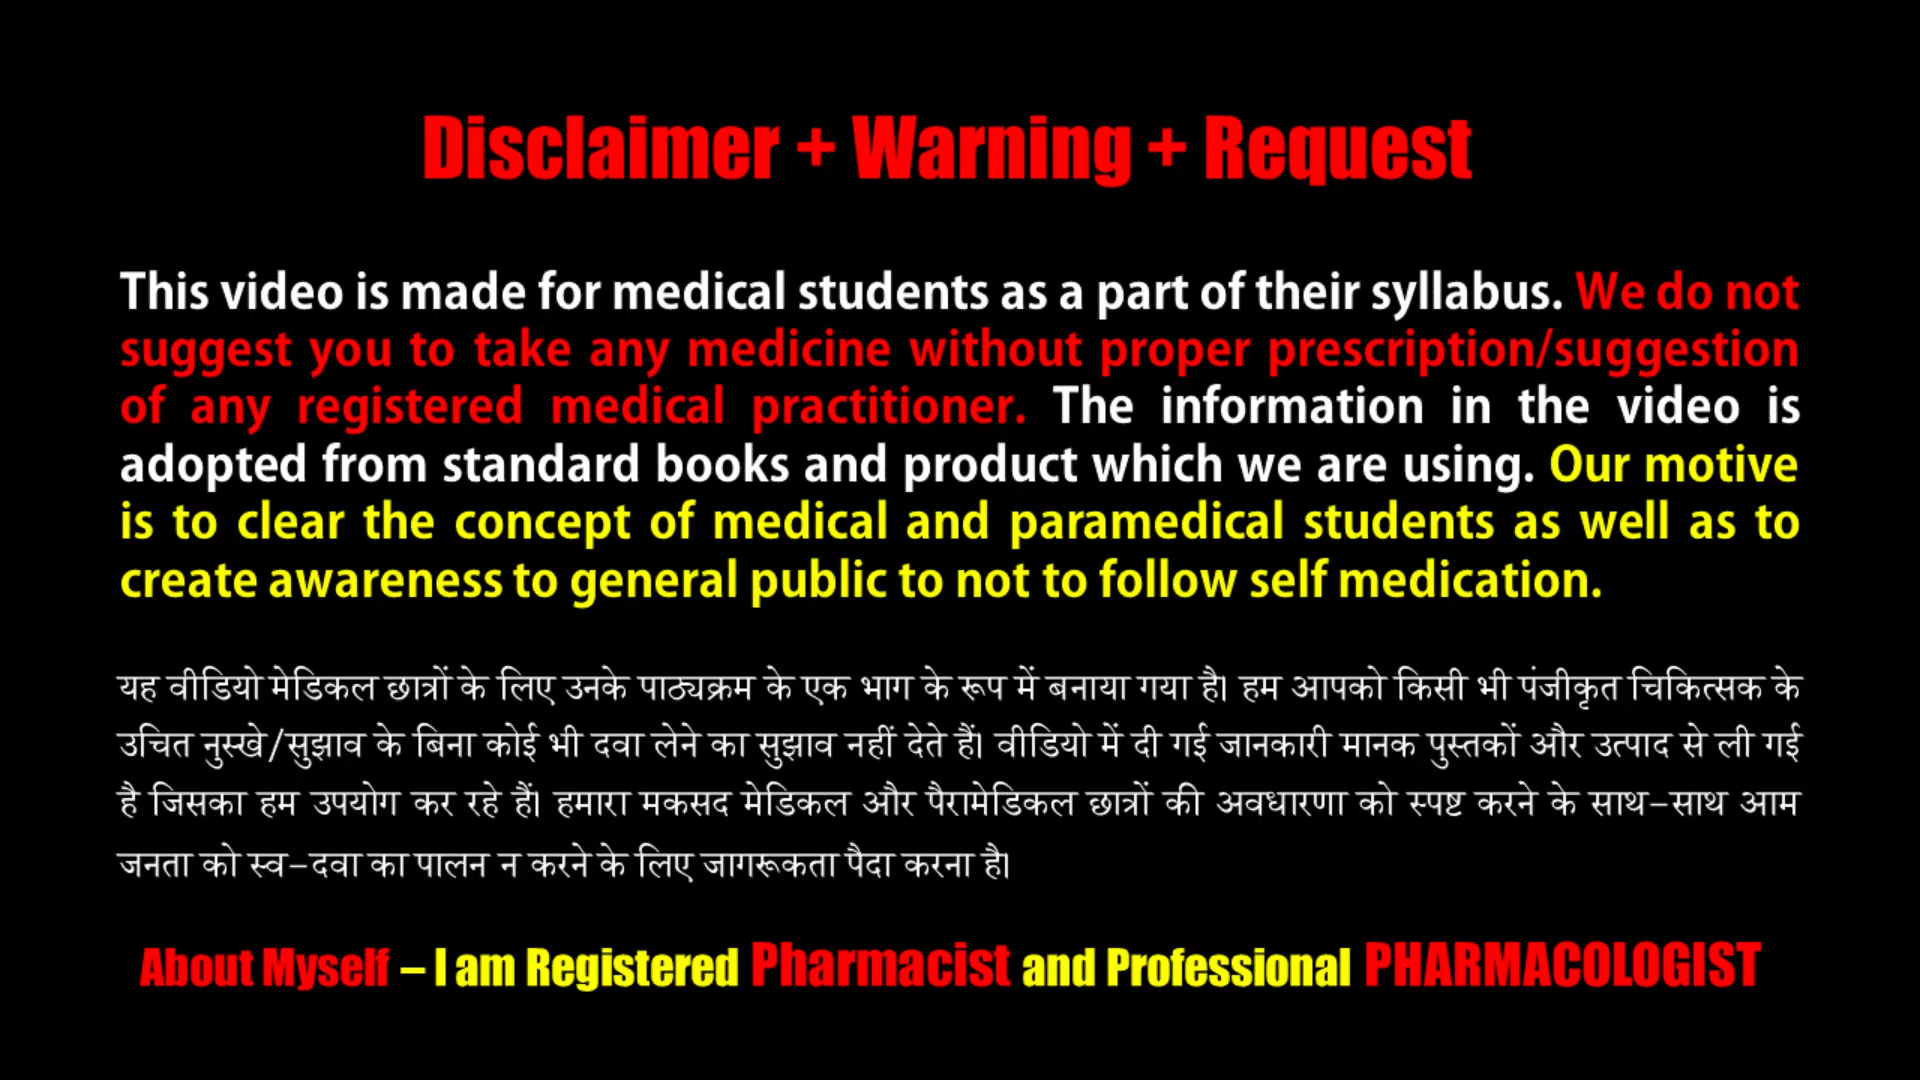 Disclaimer + Warning + Request
This video is made for medical students as a part of their syllabus. We do not
suggest you to take any medicine without proper prescription/suggestion
of any registered medical practitioner. The information in the video is
adopted from standard books and product which we are using. Our motive
is to clear the concept of medical and paramedical students as well as to
create awareness to general public to not to follow self medication.
यह वीडियो मेडिकल छात्रों के लिए उनके पाठ्यक्रम के एक भाग के रूप में बनाया गया है। हम आपको किसी भी पंजीकृत चिकित्सक के
उचित नुस्खे/सुझाव के बिना कोई भी दवा लेने का सुझाव नहीं देते हैं। वीडियो में दी गई जानकारी मानक पुस्तकों और उत्पाद से ली गई
है जिसका हम उपयोग कर रहे हैं। हमारा मकसद मेडिकल और पैरामेडिकल छात्रों की अवधारणा को स्पष्ट करने के साथ-साथ आम
जनता को स्व-दवा का पालन न करने के लिए जागरूकता पैदा करना है।
About Myself – I am Registered Pharmacist and Professional PHARMACOLOGIST